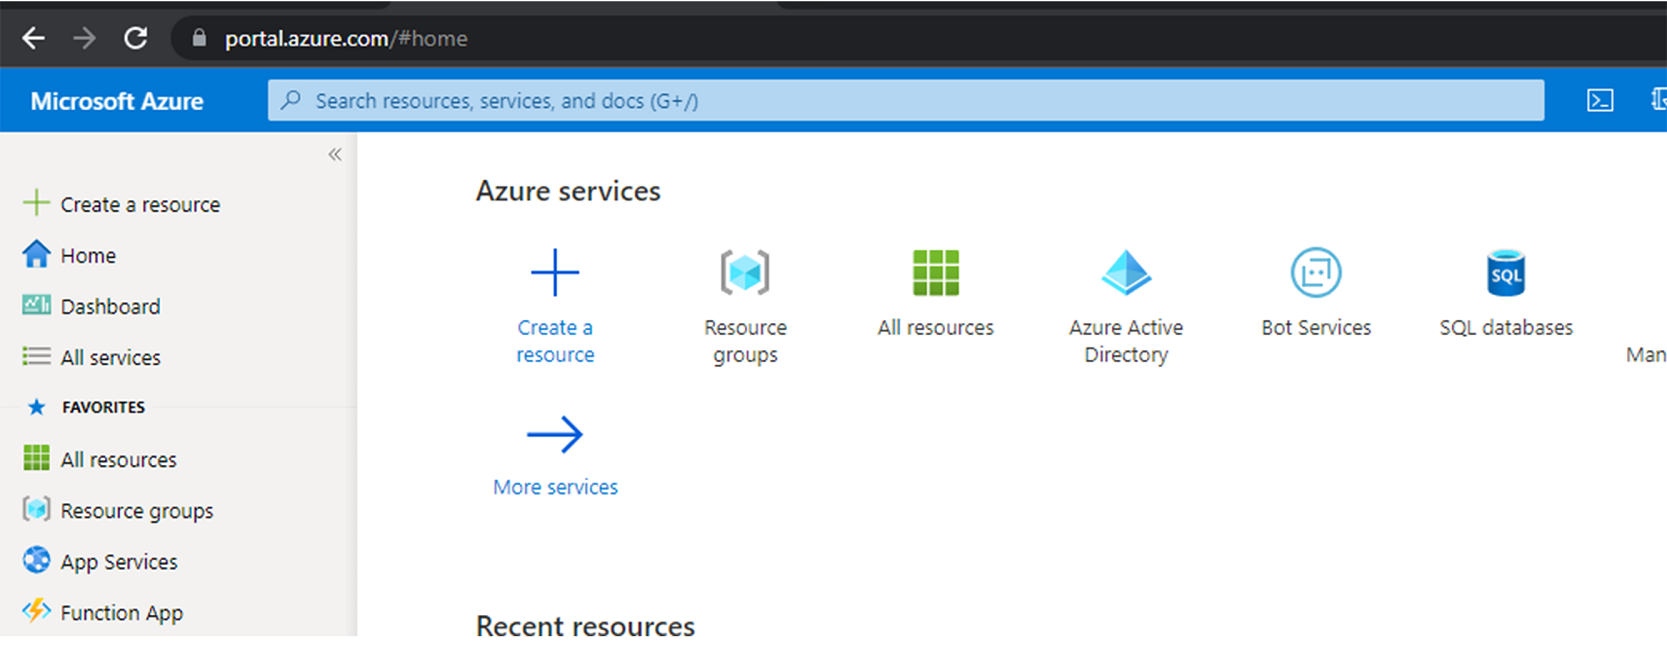 portal.azure.com/#home
Microsoft Azure
Search resources, services, and docs (G+/)
Create a resource
Home
Dashboard
All services
FAVORITES
All resources
Resource groups
App Services
Function App
Azure services
Create a
resource
Resource
groups
All resources
Azure Active
Directory
Bot Services
SQL
SQL databases
Man
More services
Recent resources